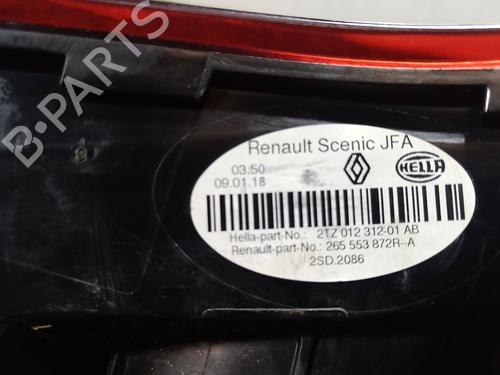 B-PARTS
Renault Scenic JFA
03:50
09.01.18
HELLA
Hella-part-No.: 2TZ 012 312-01 AB
Renault-part-No.: 265 553 872R--A
2SD.2086